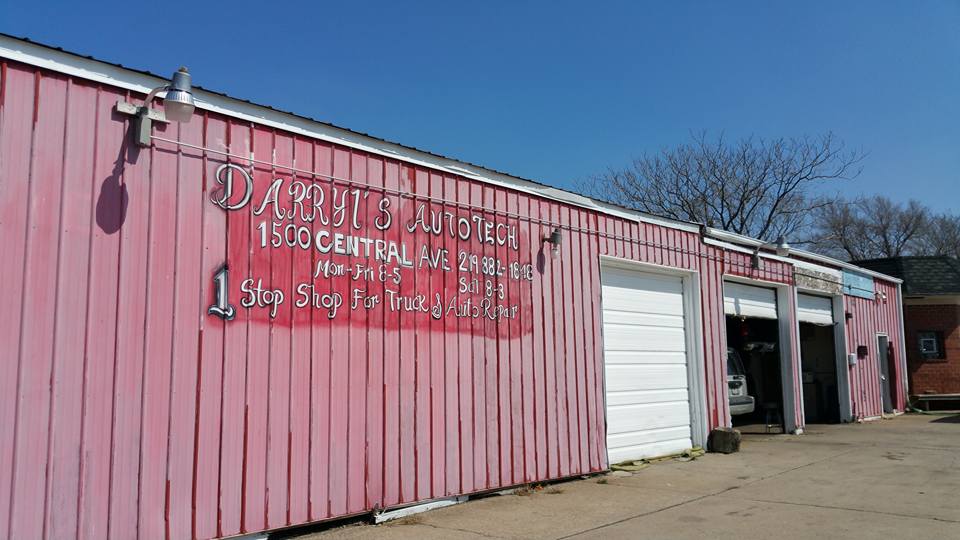 DARRYl'S AUTOTECH
1500 CENTRAL AVE 219 882-1818
Mon-Fri 8-5 Sat 8-3
1 Stop Shop For Truck & Auto Repair